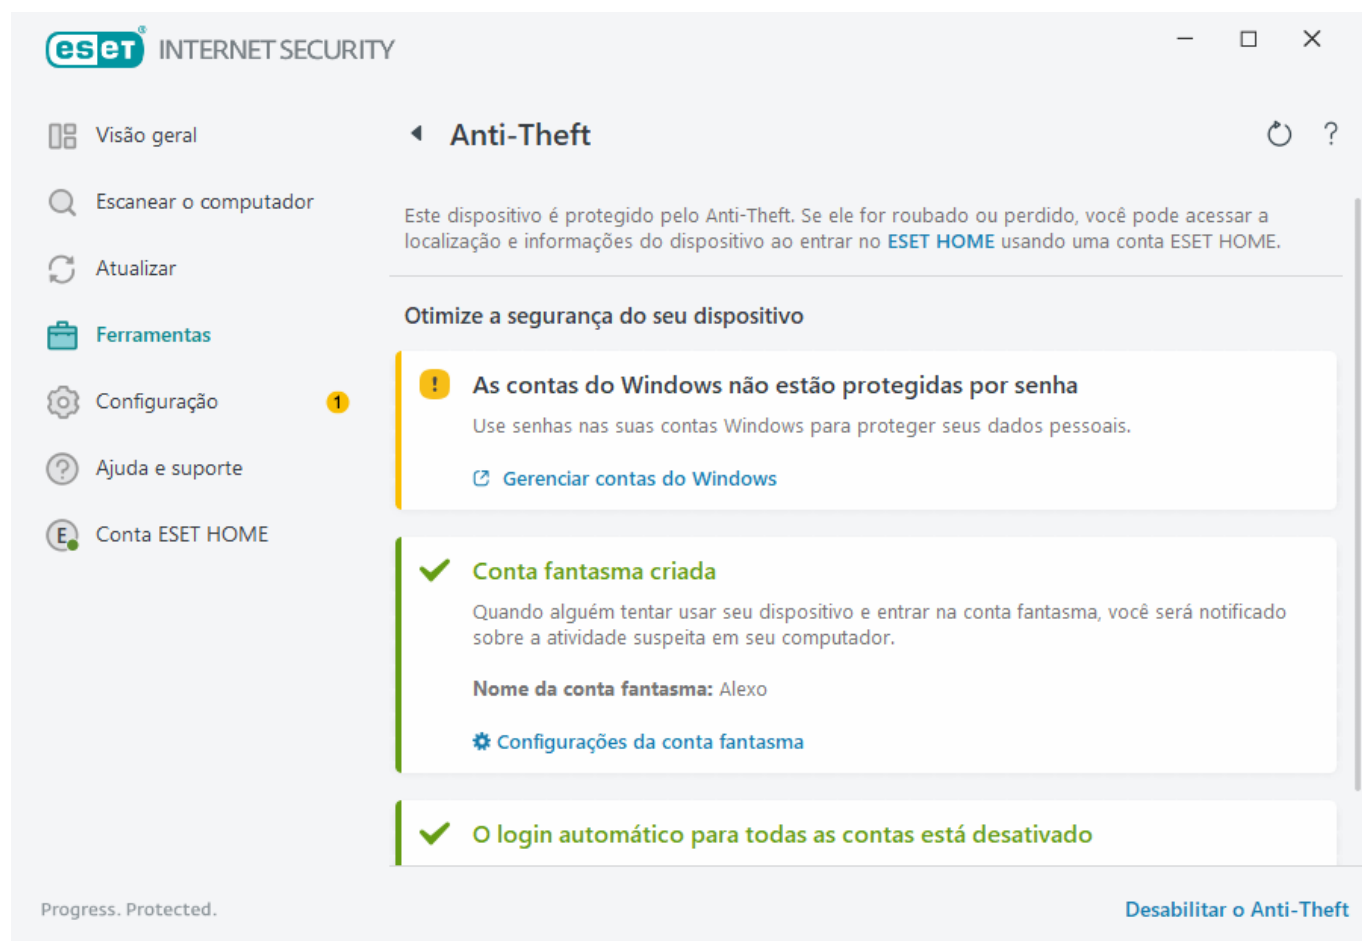 eset® INTERNET SECURITY
Visão geral
Escanear o computador
Atualizar
Ferramentas
Configuração 1
Ajuda e suporte
E Conta ESET HOME
Anti-Theft ?
Este dispositivo é protegido pelo Anti-Theft. Se ele for roubado ou perdido, você pode acessar a
localização e informações do dispositivo ao entrar no ESET HOME usando uma conta ESET HOME.
Otimize a segurança do seu dispositivo
! As contas do Windows não estão protegidas por senha
Use senhas nas suas contas Windows para proteger seus dados pessoais.
Gerenciar contas do Windows
Conta fantasma criada
Quando alguém tentar usar seu dispositivo e entrar na conta fantasma, você será notificado
sobre a atividade suspeita em seu computador.
Nome da conta fantasma: Alexo
Configurações da conta fantasma
O login automático para todas as contas está desativado
Progress. Protected.
Desabilitar o Anti-Theft